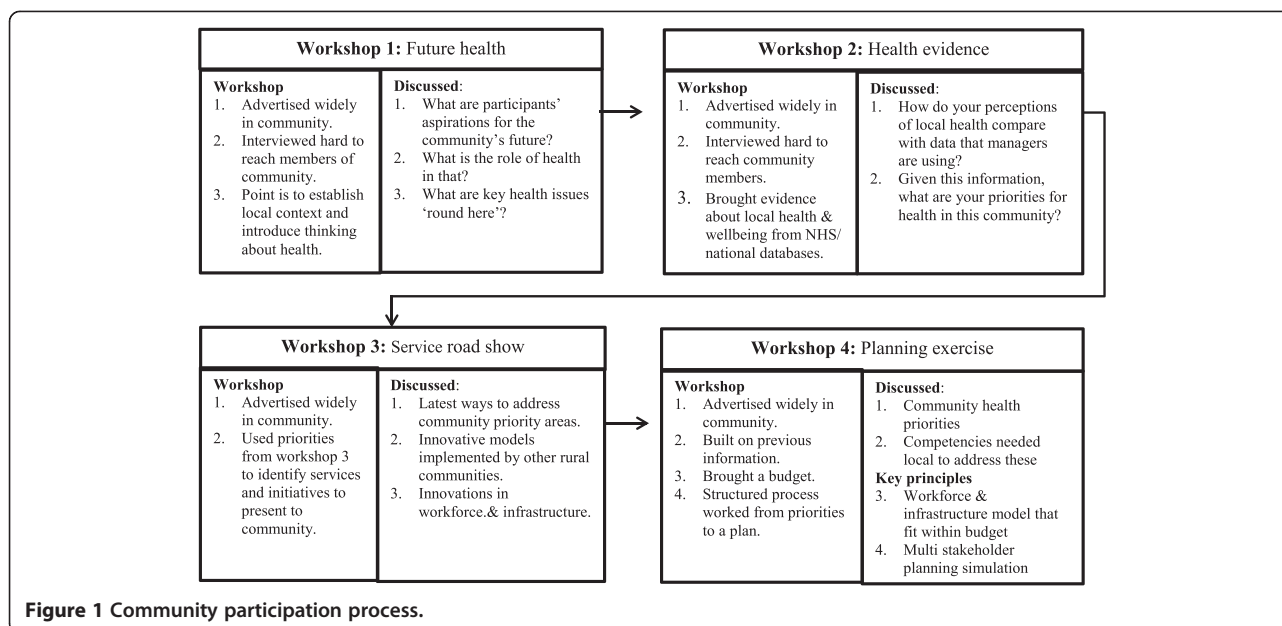 Workshop 1: Future health
Workshop
1. Advertised widely
in community.
2. Interviewed hard to
reach members of
community.
3. Point is to establish
local context and
introduce thinking
about health.
Discussed:
1. What are participants'
aspirations for the
community's future?
2. What is the role of health
in that?
3. What are key health issues
'round here'?
Workshop 2: Health evidence
Workshop
1. Advertised widely in
community.
2. Interviewed hard to
reach community
members.
3. Brought evidence
about local health &
wellbeing from NHS/
national databases.
Discussed:
1. How do your perceptions
of local health compare
with data that managers
are using?
2. Given this information,
what are your priorities for
health in this community?
Workshop 3: Service road show
Workshop
1. Advertised widely
in community.
2. Used priorities
from workshop 3
to identify services
and initiatives to
present to
community.
Discussed:
1. Latest ways to address
community priority areas.
2. Innovative models
implemented by other rural
communities.
3. Innovations in
workforce.& infrastructure.
Workshop 4: Planning exercise
Workshop
1. Advertised widely in
community.
2. Built on previous
information.
3. Brought a budget.
4. Structured process
worked from priorities
to a plan.
Discussed:
1. Community health
priorities
2. Competencies needed
local to address these
Key principles
3. Workforce &
infrastructure model that
fit within budget
4. Multi stakeholder
planning simulation
Figure 1 Community participation process.